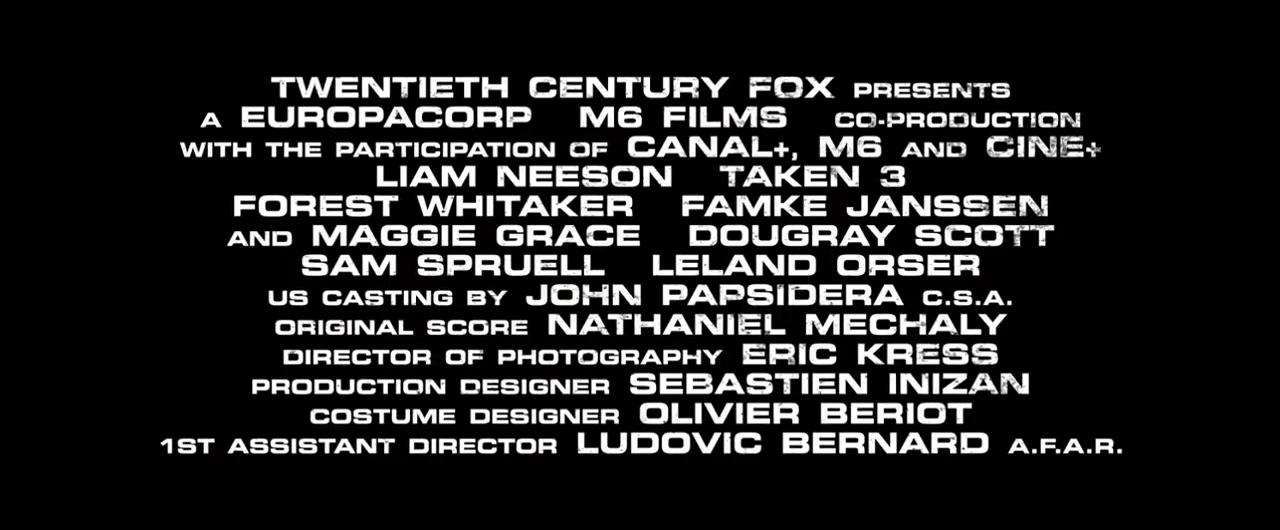 TWENTIETH CENTURY FOX PRESENTS
A EUROPACORP M6 FILMS CO-PRODUCTION
WITH THE PARTICIPATION OF CANAL+, M6 AND CINE+
LIAM NEESON TAKEN 3
FOREST WHITAKER FAMKE JANSSEN
AND MAGGIE GRACE DOUGRAY SCOTT
SAM SPRUELL LELAND ORSER
US CASTING BY JOHN PAPSIDERA C.S.A.
ORIGINAL SCORE NATHANIEL MECHALY
DIRECTOR OF PHOTOGRAPHY ERIC KRESS
PRODUCTION DESIGNER SEBASTIEN INIZAN
COSTUME DESIGNER OLIVIER BERIOT
1ST ASSISTANT DIRECTOR LUDOVIC BERNARD A.F.A.R.